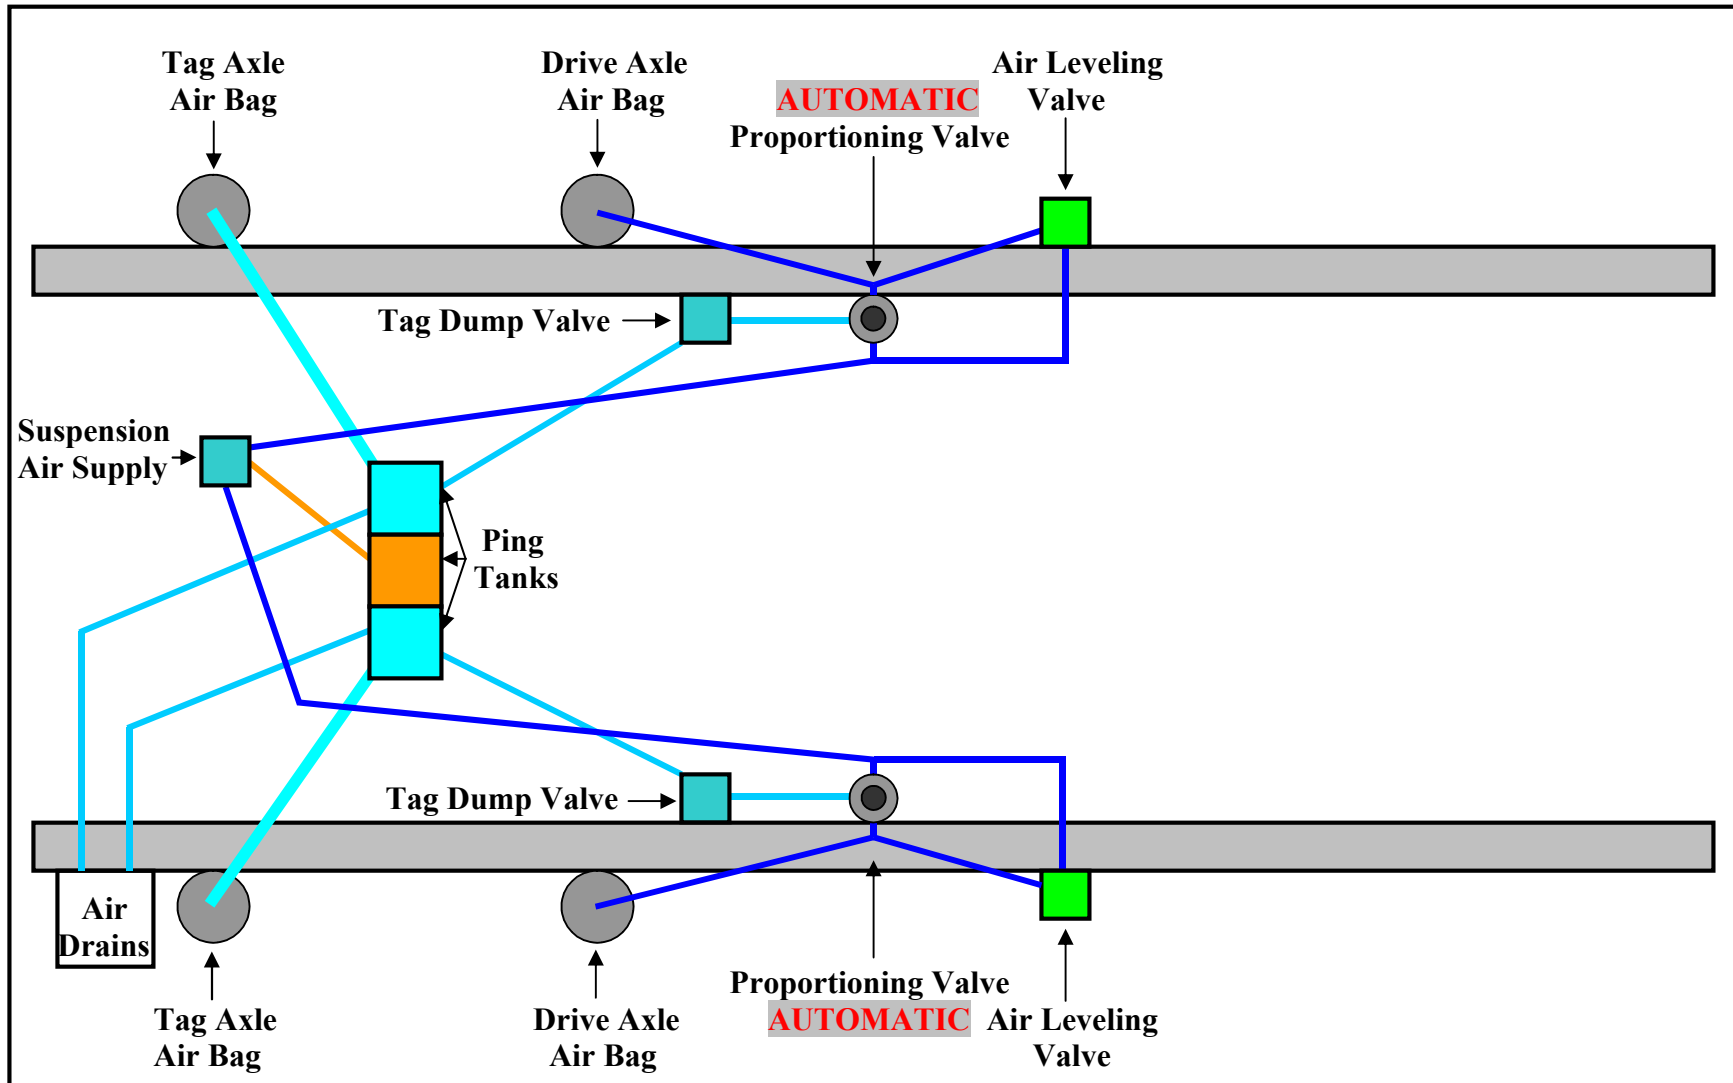 Tag Axle
Air Bag
Drive Axle
Air Bag
AUTOMATIC
Proportioning Valve
Air Leveling
Valve
Tag Dump Valve
Suspension
Air Supply
Ping
Tanks
Tag Dump Valve
Air
Drains
Tag Axle
Air Bag
Drive Axle
Air Bag
Proportioning Valve
AUTOMATIC
Air Leveling
Valve